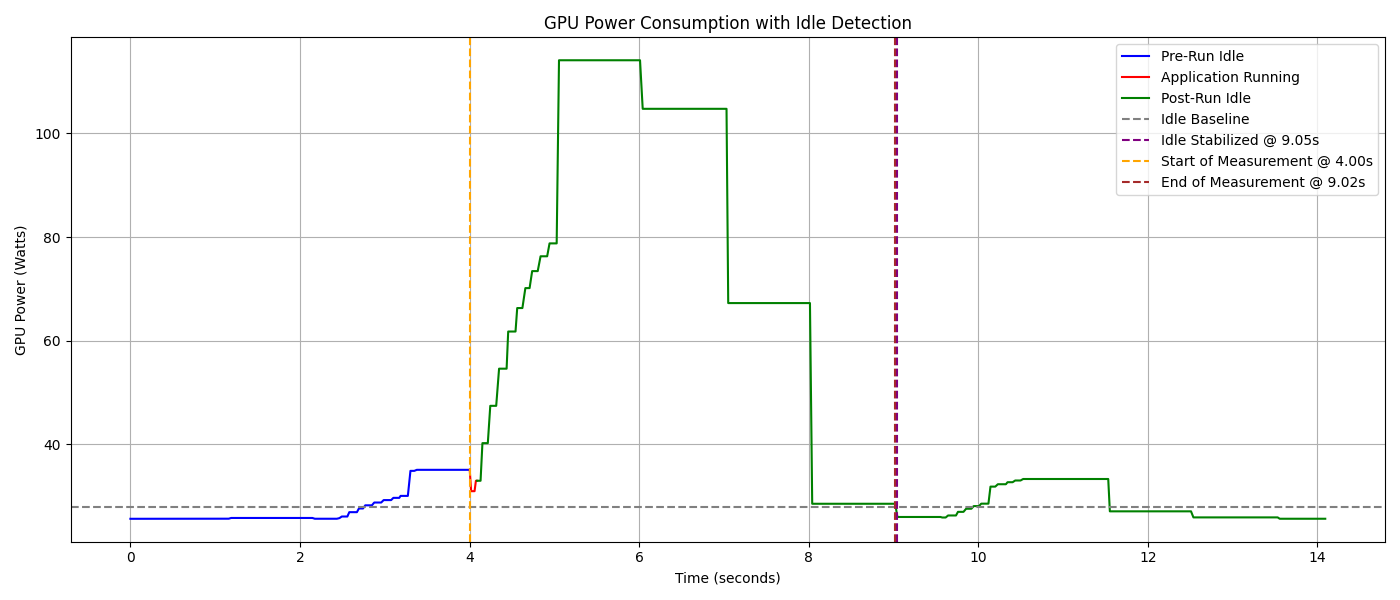 GPU Power Consumption with Idle Detection
Pre-Run Idle
Application Running
Post-Run Idle
Idle Baseline
Idle Stabilized @ 9.05s
Start of Measurement @ 4.00s
End of Measurement @ 9.02s
GPU Power (Watts)
100
80
60
40
0 2 4 6 8 10 12 14
Time (seconds)